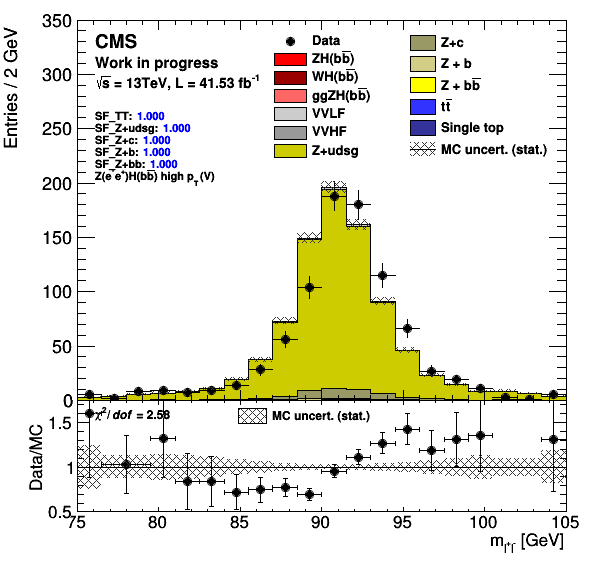 CMS
Work in progress
√s = 13TeV, L = 41.53 fb⁻¹
SF_TT: 1.000
SF_Z+udsg: 1.000
SF_Z+c: 1.000
SF_Z+b: 1.000
SF_Z+bb: 1.000
Z(e⁻e⁺)H(bb̅) high p_T(V)
Data
ZH(bb̅)
WH(bb̅)
ggZH(bb̅)
VVLF
VVHF
Z+udsg
Z+c
Z + b
Z + bb̅
tt̅
Single top
MC uncert. (stat.)
Entries / 2 GeV
350
300
250
200
150
100
50
0
χ²/dof = 2.58
MC uncert. (stat.)
Data/MC
1.5
1
0.5
75 80 85 90 95 100 105
m_l⁺l⁻ [GeV]